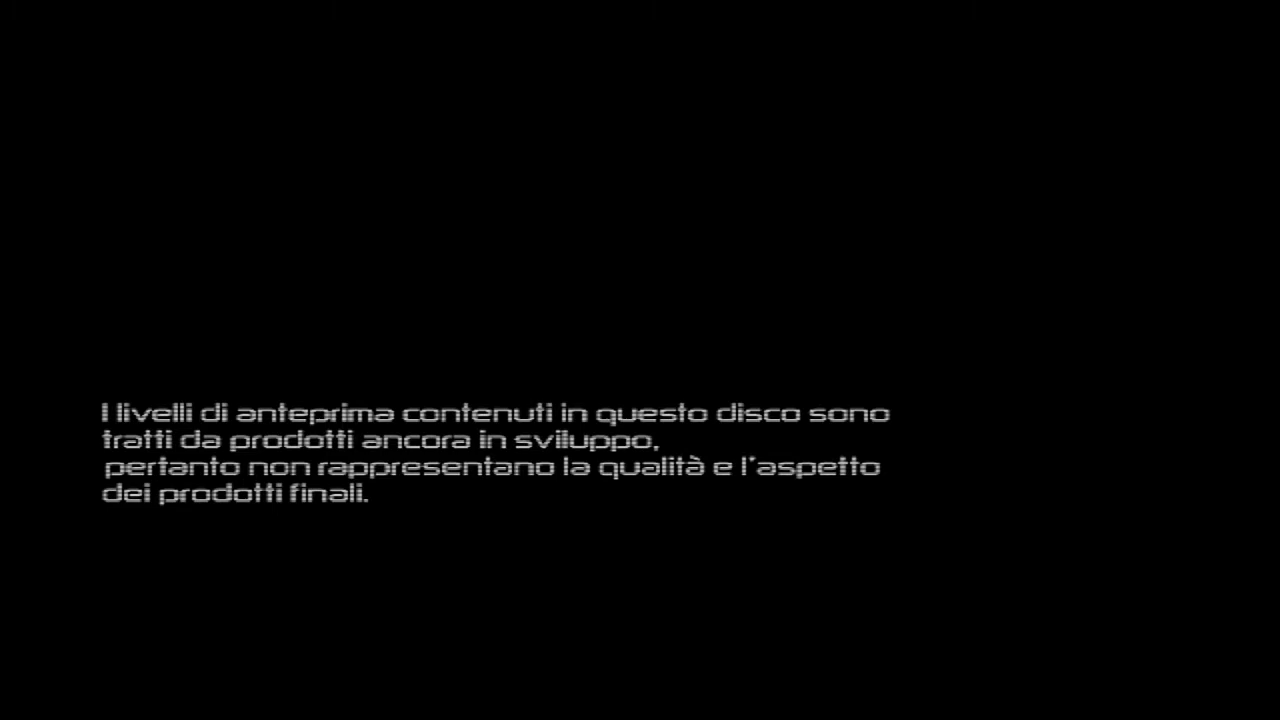 I livelli di anteprima contenuti in questo disco sono
tratti da prodotti ancora in sviluppo,
pertanto non rappresentano la qualità e l'aspetto
dei prodotti finali.